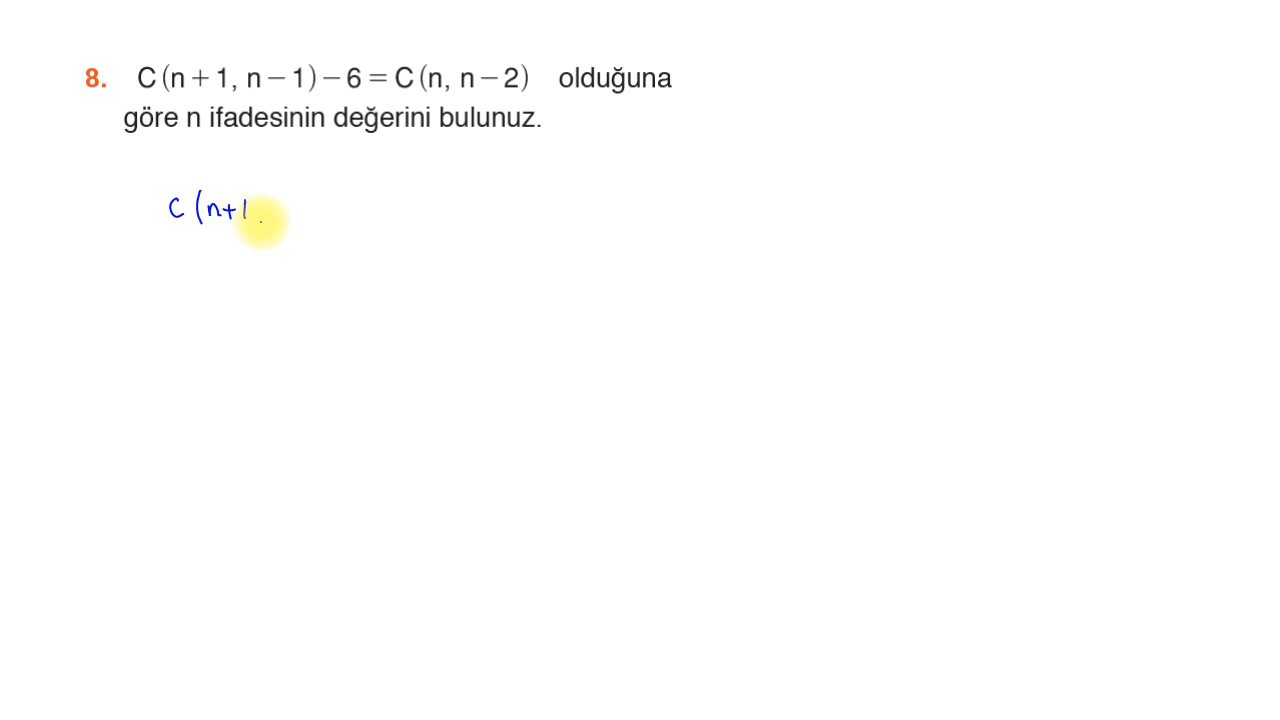 8. C (n + 1, n − 1) − 6 = C (n, n − 2) olduğuna
göre n ifadesinin değerini bulunuz.
C (n+1